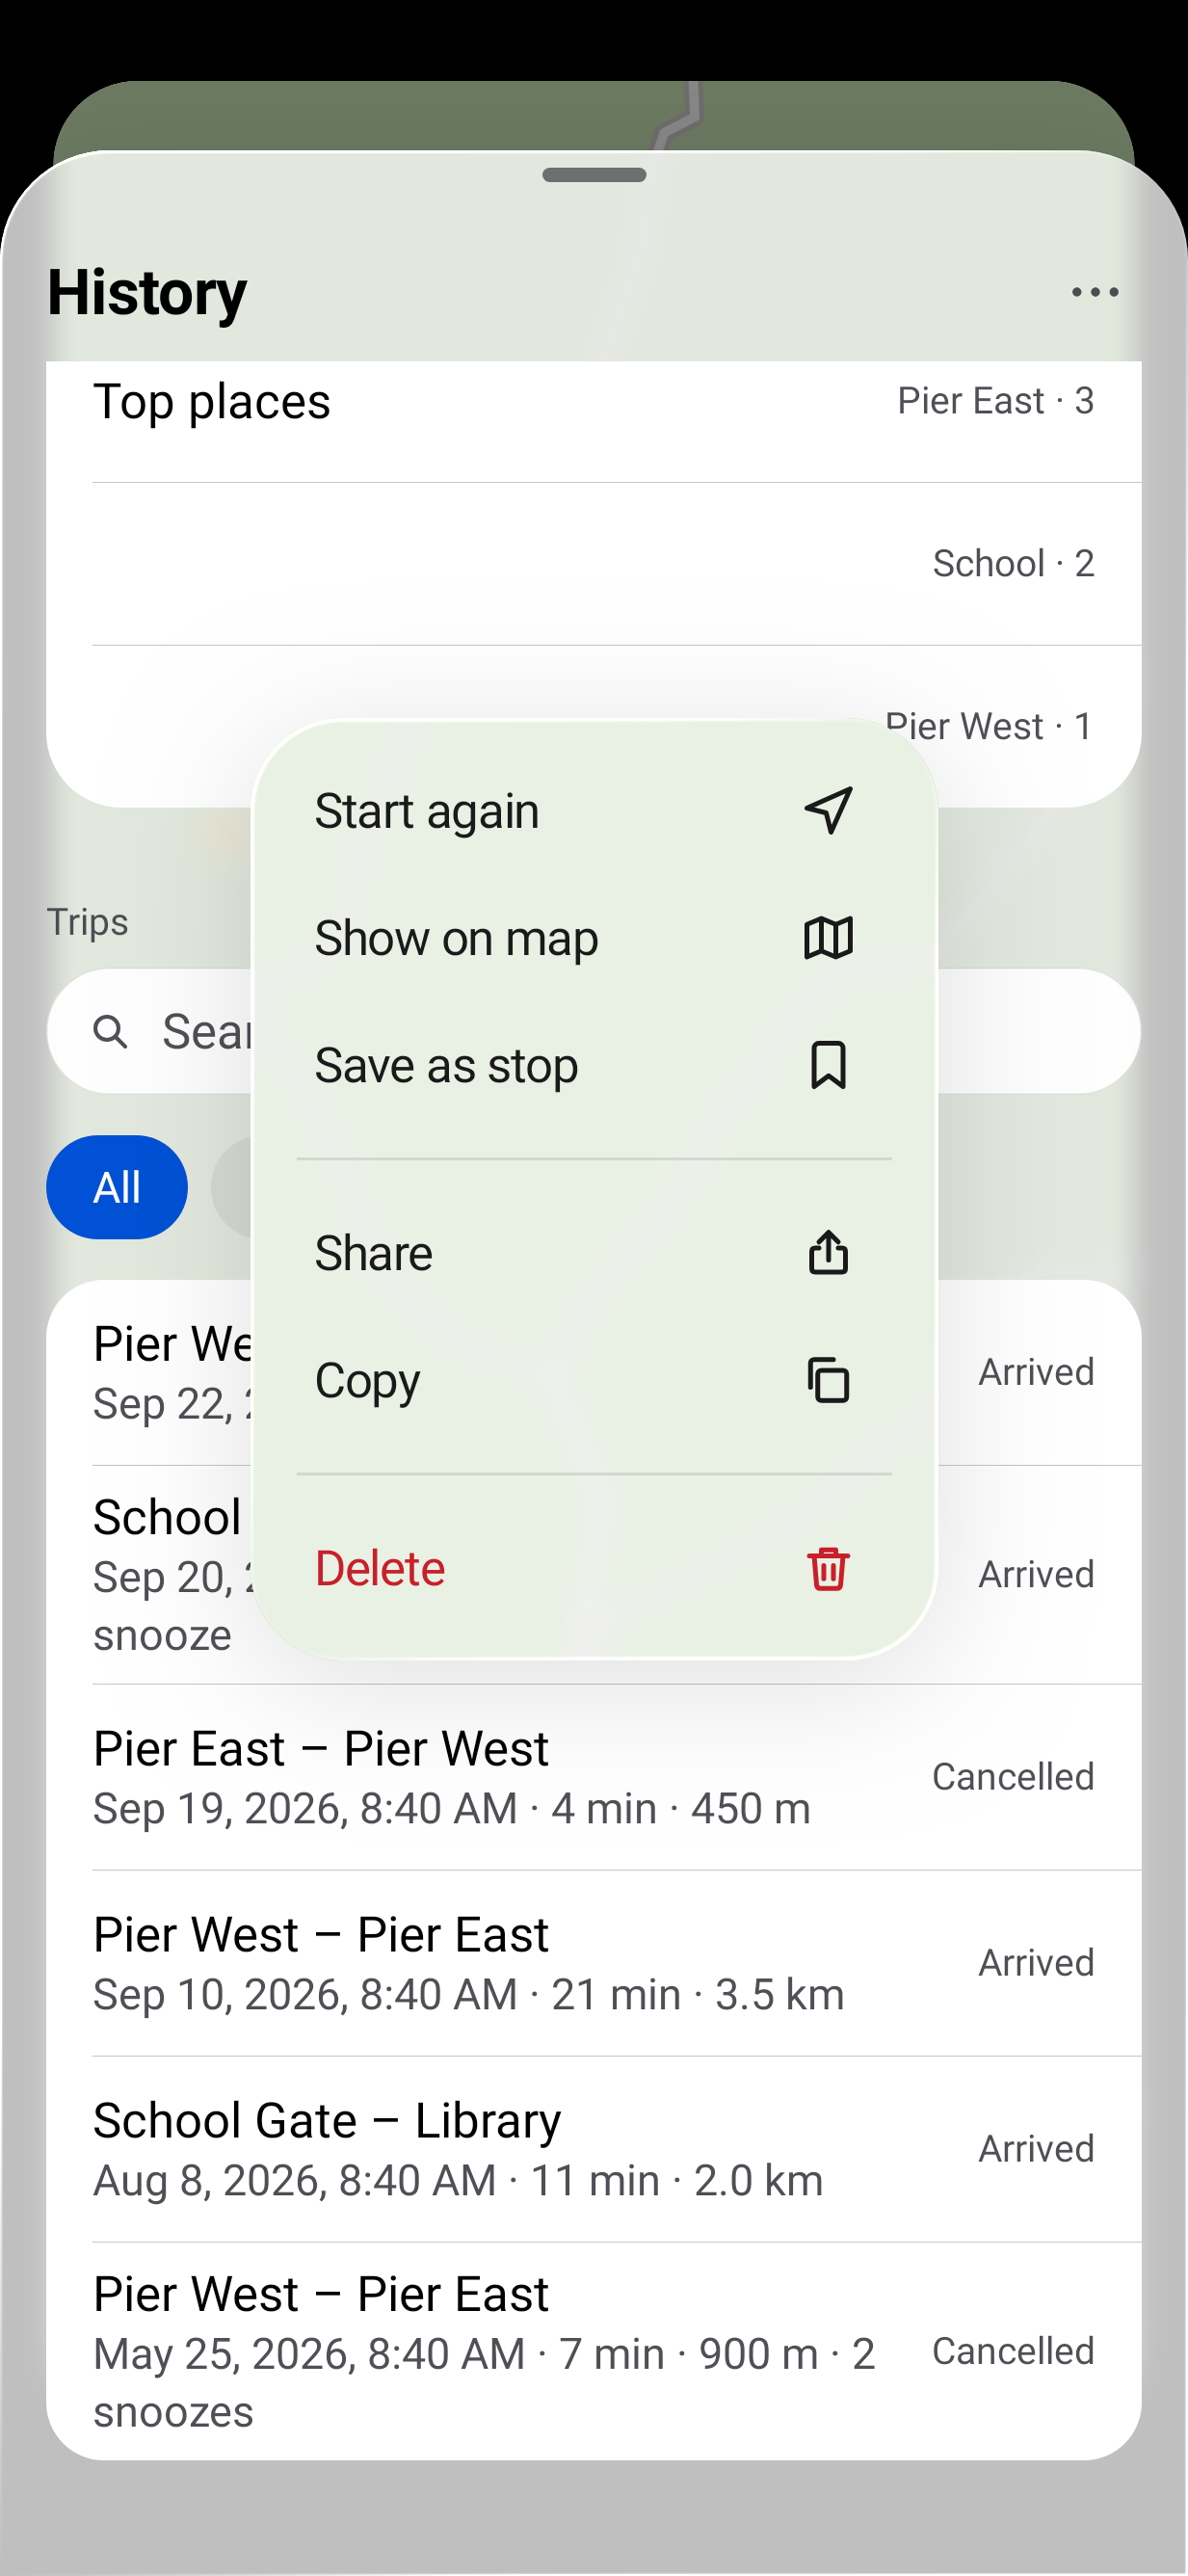 History
Top places
Pier East · 3
School · 2
Pier West · 1
Start again
Show on map
Trips
Save as stop
All
Share
Pier
Arrived
Copy
Sep 22,
School
Delete
Sep 20,
Arrived
snooze
Pier East – Pier West
Cancelled
Sep 19, 2026, 8:40 AM · 4 min · 450 m
Pier West – Pier East
Arrived
Sep 10, 2026, 8:40 AM · 21 min · 3.5 km
School Gate – Library
Arrived
Aug 8, 2026, 8:40 AM · 11 min · 2.0 km
Pier West – Pier East
May 25, 2026, 8:40 AM · 7 min · 900 m · 2
Cancelled
snoozes